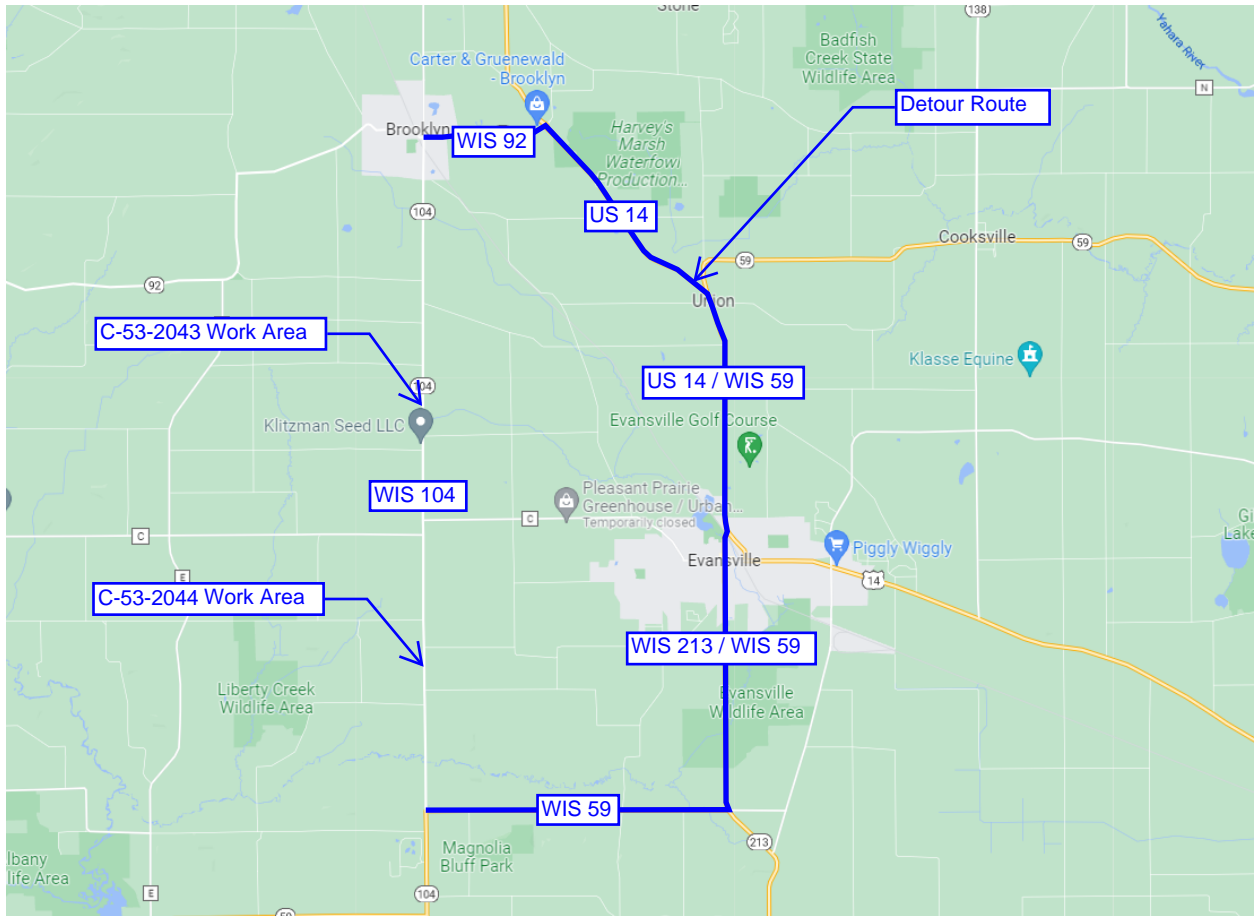 Stone
138
Yahara
River
Badfish
Creek State
Wildlife Area
Carter & Gruenewald
- Brooklyn
N
Detour Route
Brooklyn
WIS 92
Harvey's
Marsh
Waterfowl
Production...
104
US 14
Cooksville
59
59
92
Union
C-53-2043 Work Area
Klasse Equine
104
US 14 / WIS 59
Klitzman Seed LLC
Evansville Golf Course
WIS 104
Pleasant Prairie
Greenhouse / Urban...
Temporarily closed
C
C
Evansville
Piggly Wiggly
14
E
C-53-2044 Work Area
WIS 213 / WIS 59
Liberty Creek
Wildlife Area
Evansville
Wildlife Area
WIS 59
Magnolia
Bluff Park
213
E
104